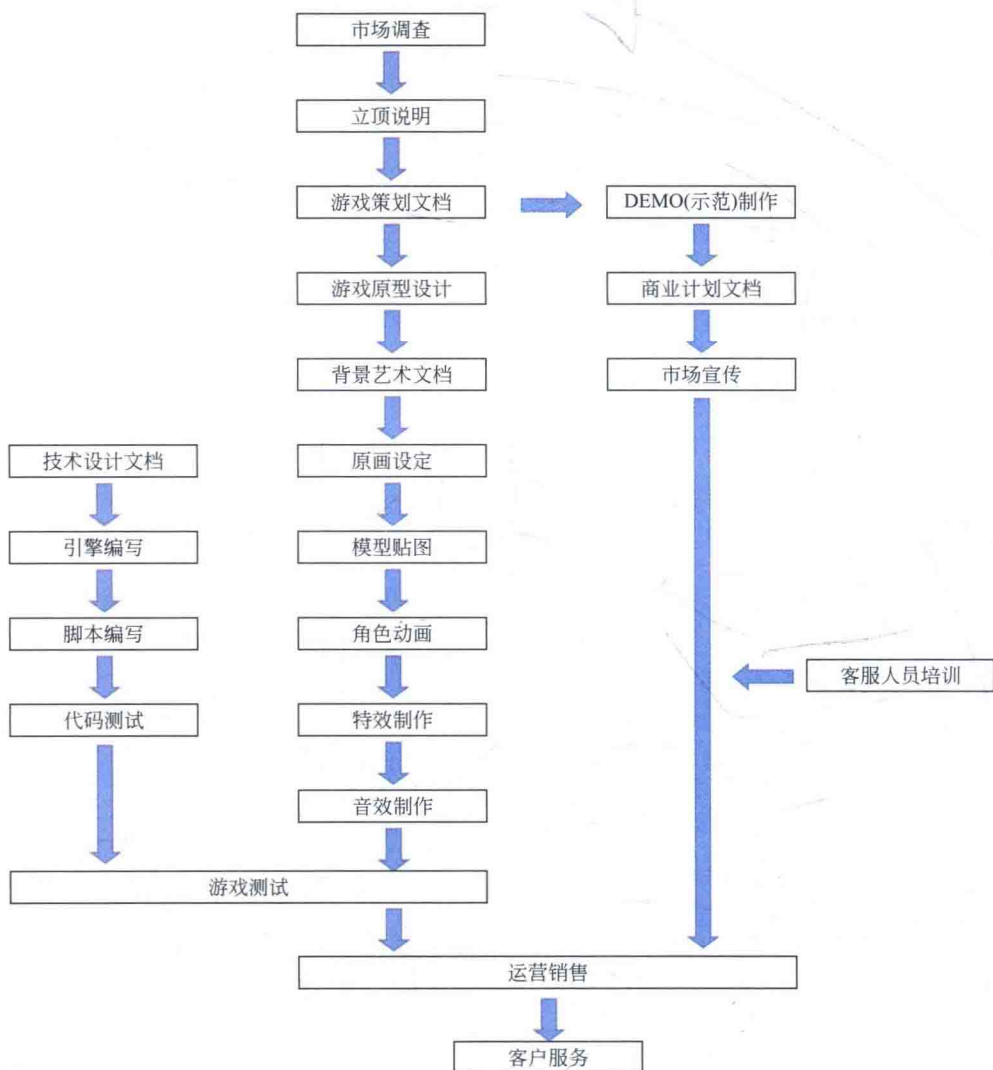 市场调查
立顶说明
游戏策划文档
DEMO(示范)制作
游戏原型设计
商业计划文档
背景艺术文档
市场宣传
技术设计文档
原画设定
引擎编写
模型贴图
脚本编写
角色动画
客服人员培训
代码测试
特效制作
音效制作
游戏测试
运营销售
客户服务